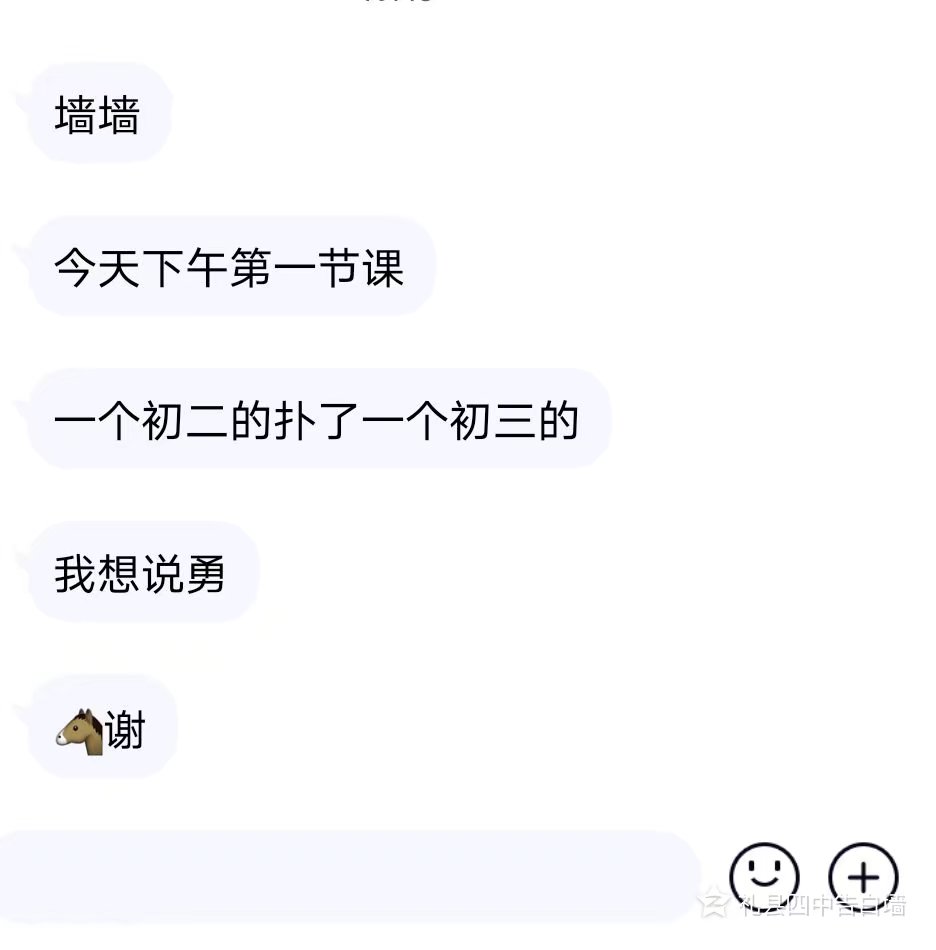 墙墙
今天下午第一节课
一个初二的扑了一个初三的
我想说勇
🐴谢
礼县四中告白墙